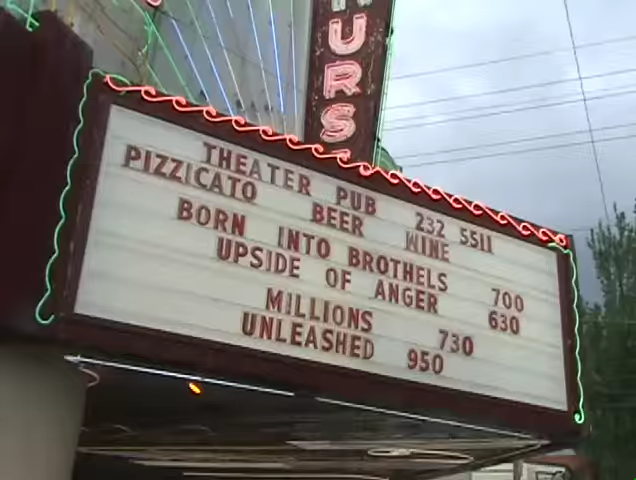 URS
THEATER PUB 232 5511
PIZZICATO BEER WINE
BORN INTO BROTHELS 700
UPSIDE OF ANGER 630
MILLIONS 730
UNLEASHED 950